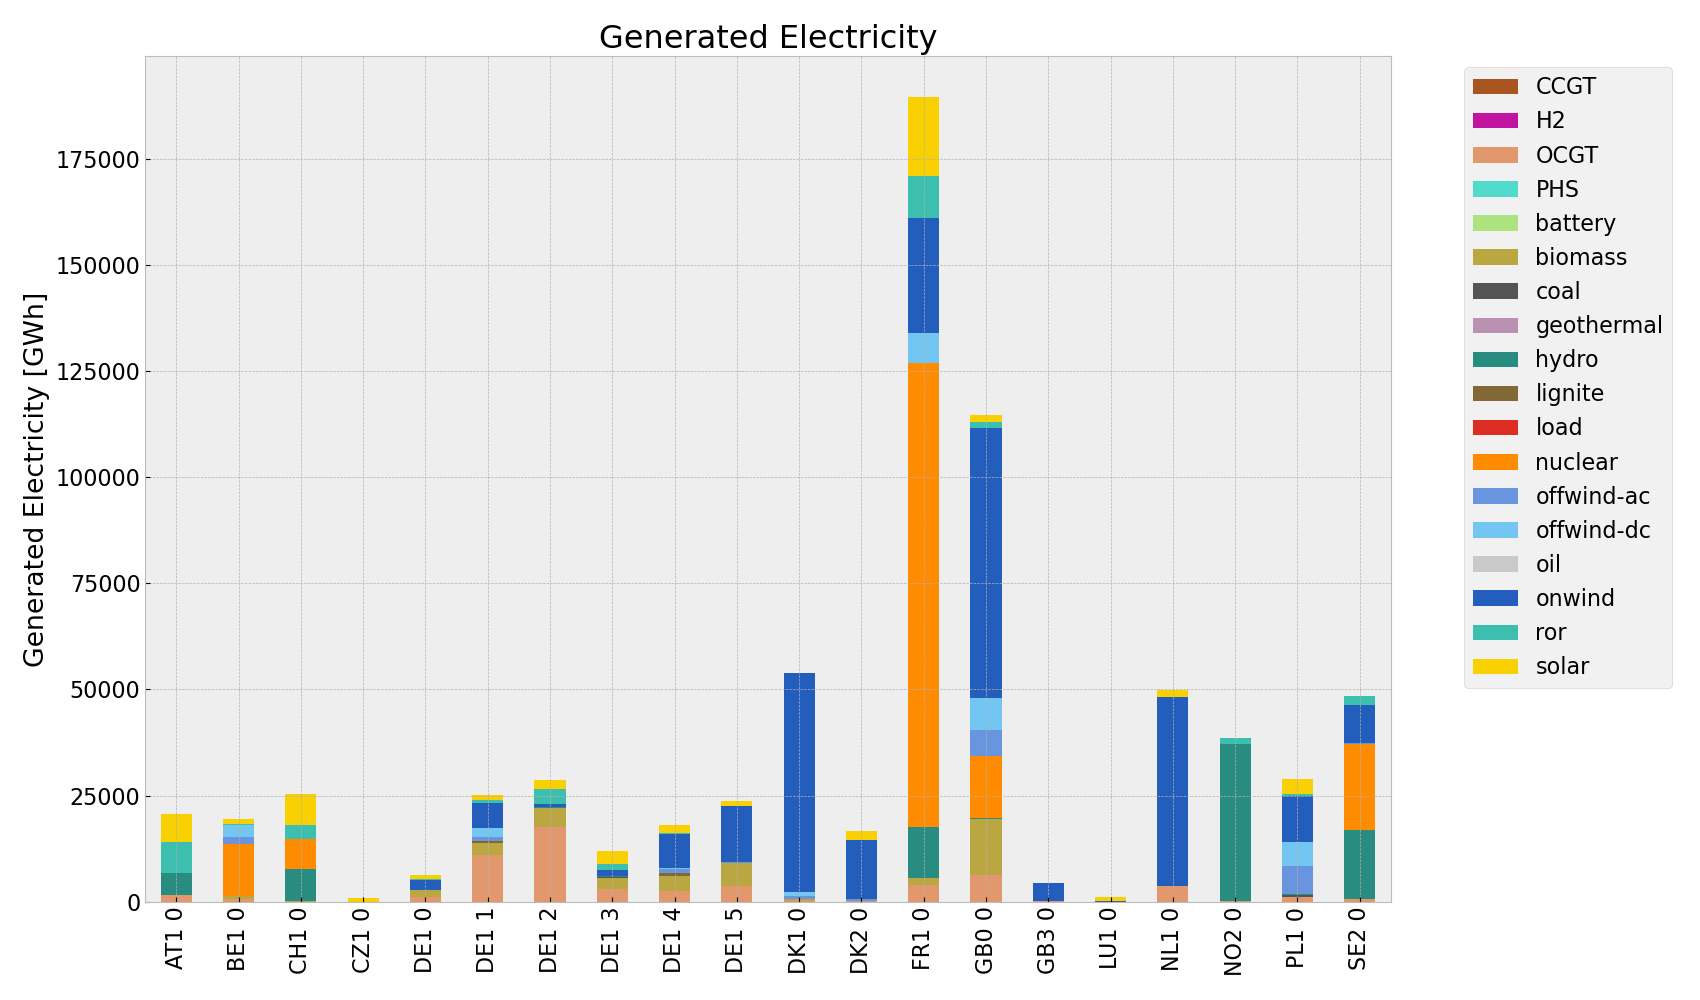 Generated Electricity
Generated Electricity [GWh]
175000
150000
125000
100000
75000
50000
25000
0
AT1 0
BE1 0
CH1 0
CZ1 0
DE1 0
DE1 1
DE1 2
DE1 3
DE1 4
DE1 5
DK1 0
DK2 0
FR1 0
GB0 0
GB3 0
LU1 0
NL1 0
NO2 0
PL1 0
SE2 0
CCGT
H2
OCGT
PHS
battery
biomass
coal
geothermal
hydro
lignite
load
nuclear
offwind-ac
offwind-dc
oil
onwind
ror
solar